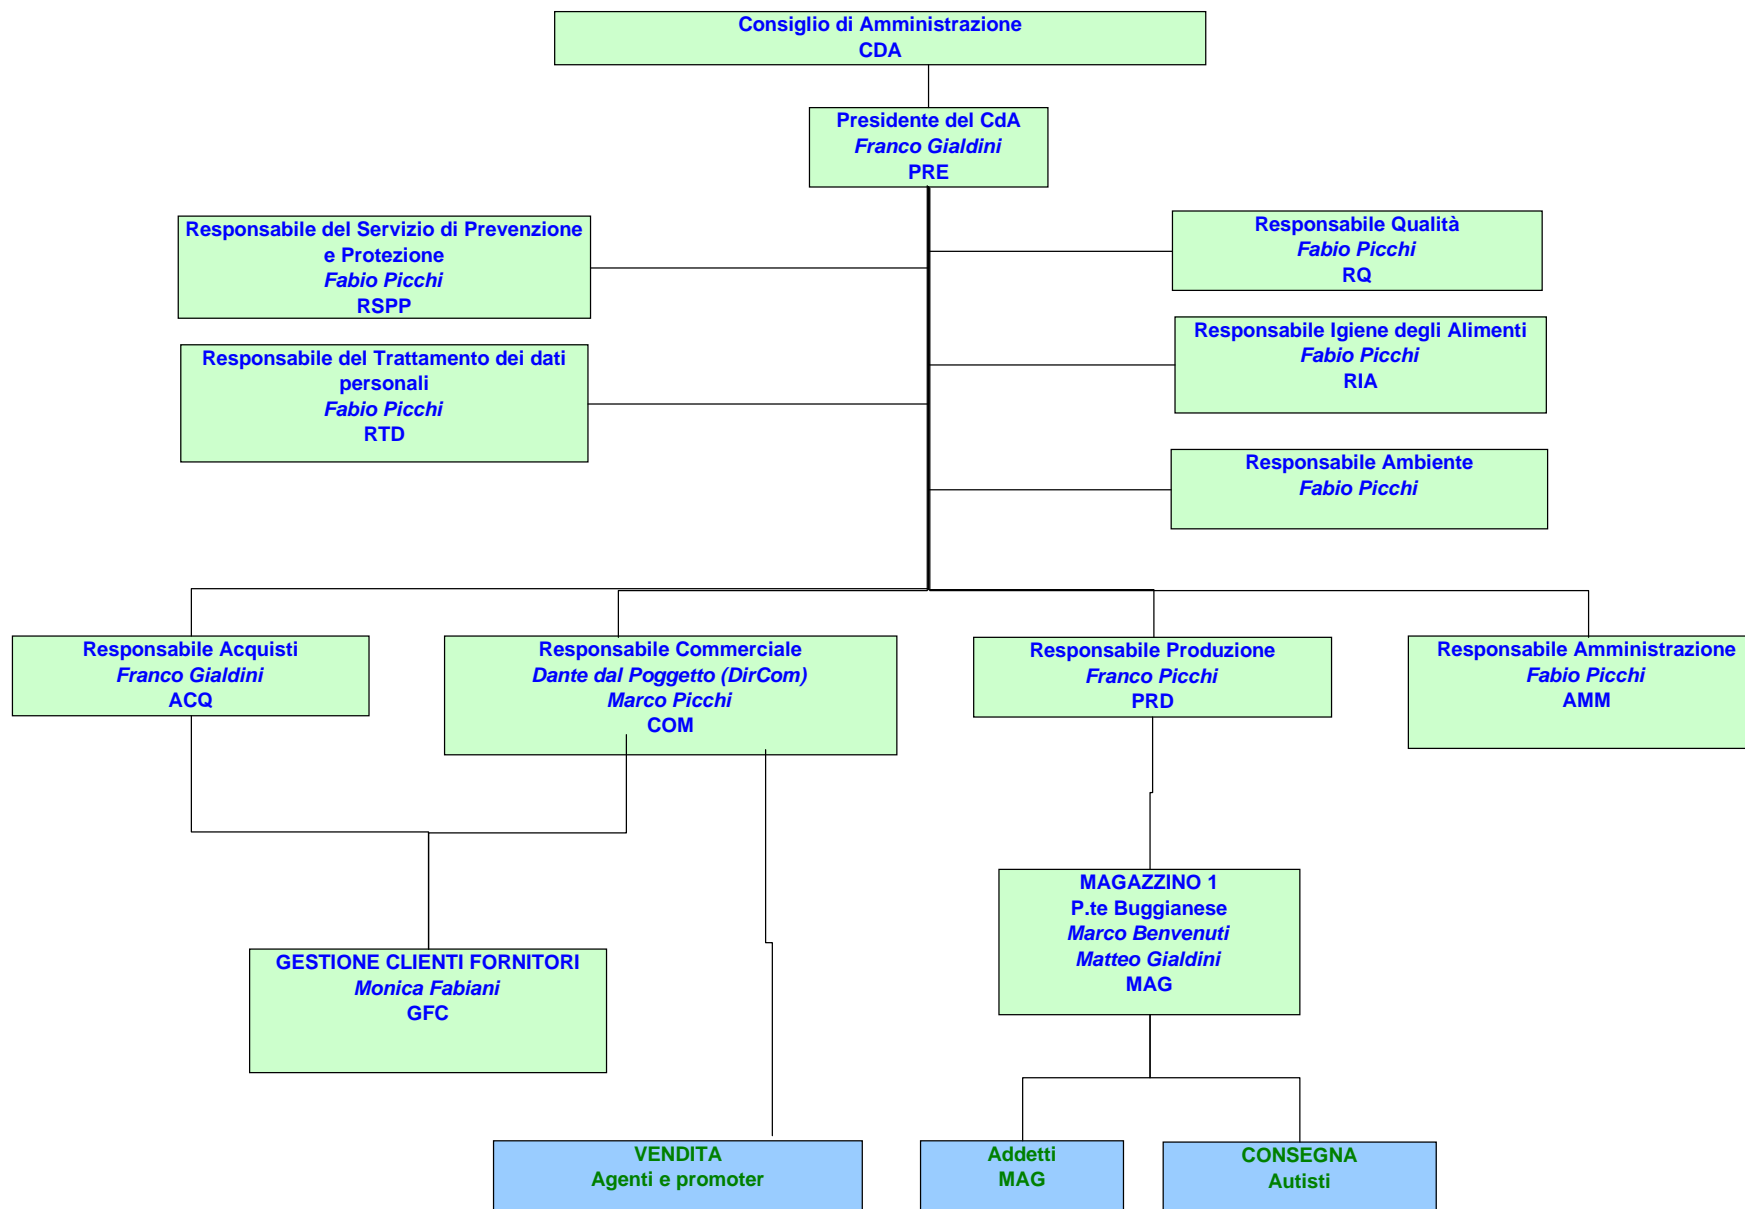 Consiglio di Amministrazione
CDA
Presidente del CdA
Franco Gialdini
PRE
Responsabile del Servizio di Prevenzione
e Protezione
Fabio Picchi
RSPP
Responsabile Qualità
Fabio Picchi
RQ
Responsabile del Trattamento dei dati
personali
Fabio Picchi
RTD
Responsabile Igiene degli Alimenti
Fabio Picchi
RIA
Responsabile Ambiente
Fabio Picchi
Responsabile Acquisti
Franco Gialdini
ACQ
Responsabile Commerciale
Dante dal Poggetto (DirCom)
Marco Picchi
COM
Responsabile Produzione
Franco Picchi
PRD
Responsabile Amministrazione
Fabio Picchi
AMM
GESTIONE CLIENTI FORNITORI
Monica Fabiani
GFC
MAGAZZINO 1
P.te Buggianese
Marco Benvenuti
Matteo Gialdini
MAG
VENDITA
Agenti e promoter
Addetti
MAG
CONSEGNA
Autisti